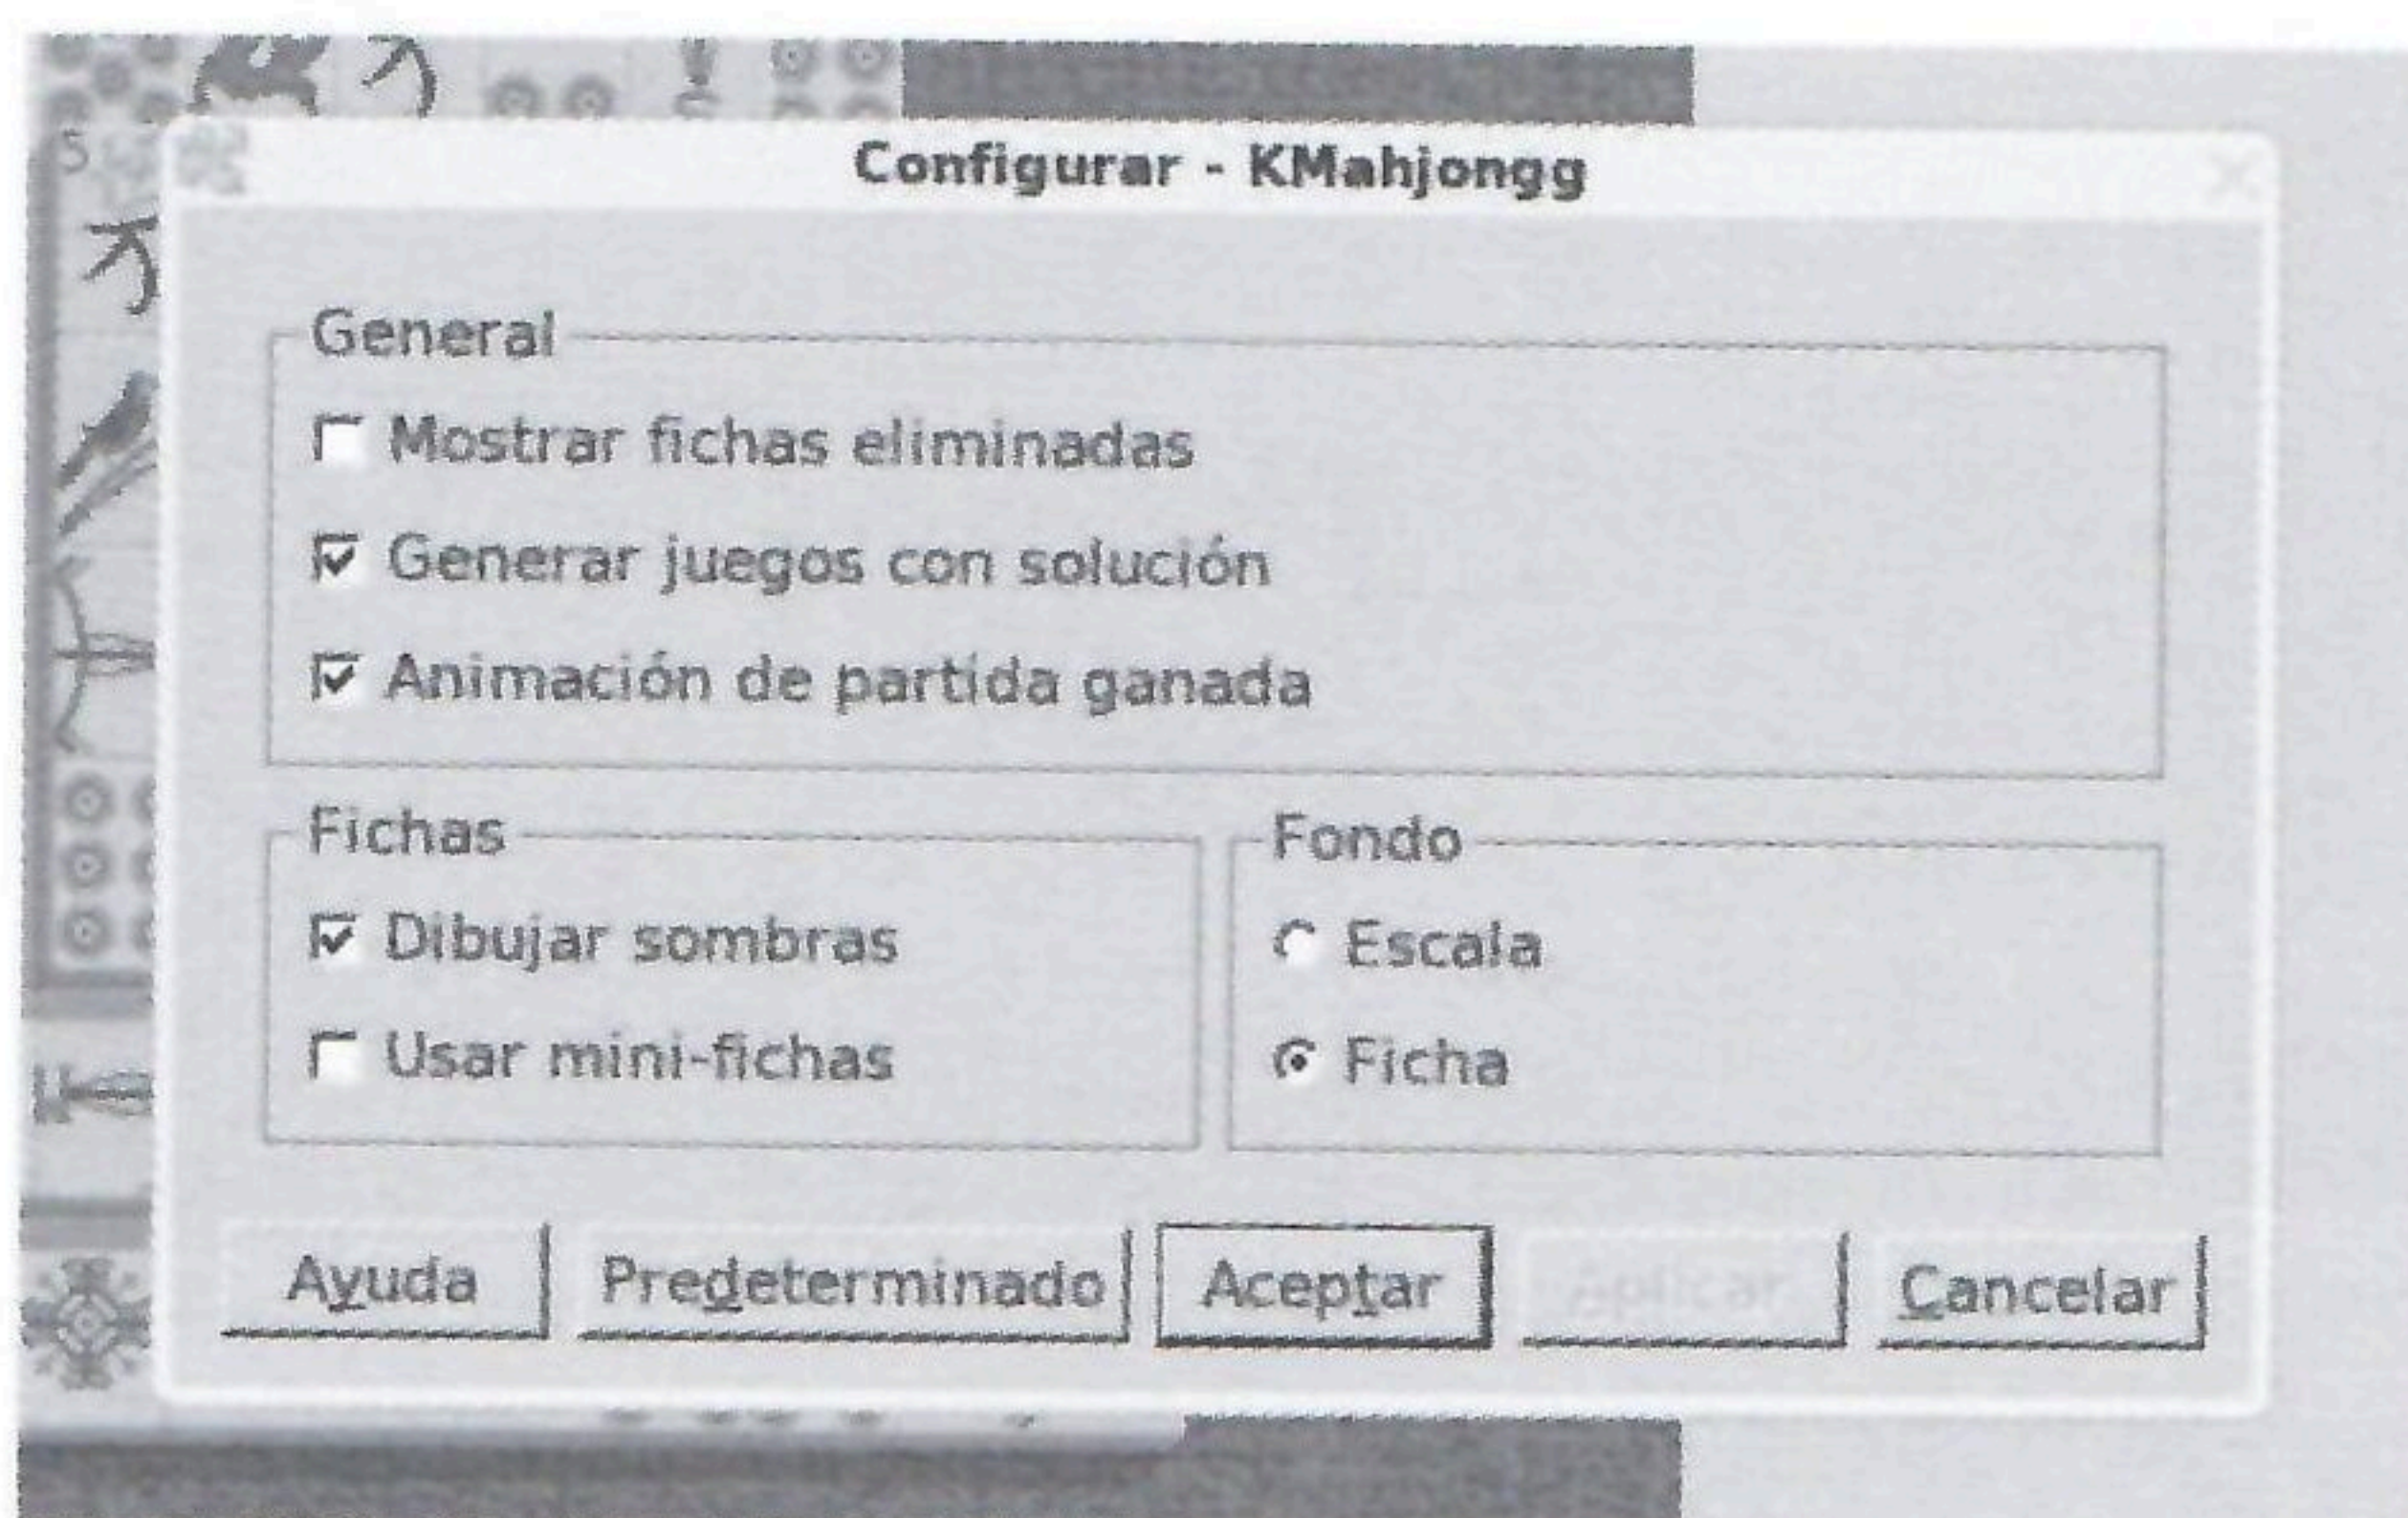 Configurar - KMahjongg
General
Mostrar fichas eliminadas
Generar juegos con solución
Animación de partida ganada
Fichas
Dibujar sombras
Usar mini-fichas
Fondo
Escala
Ficha
Ayuda Predeterminado Aceptar Aplicar Cancelar